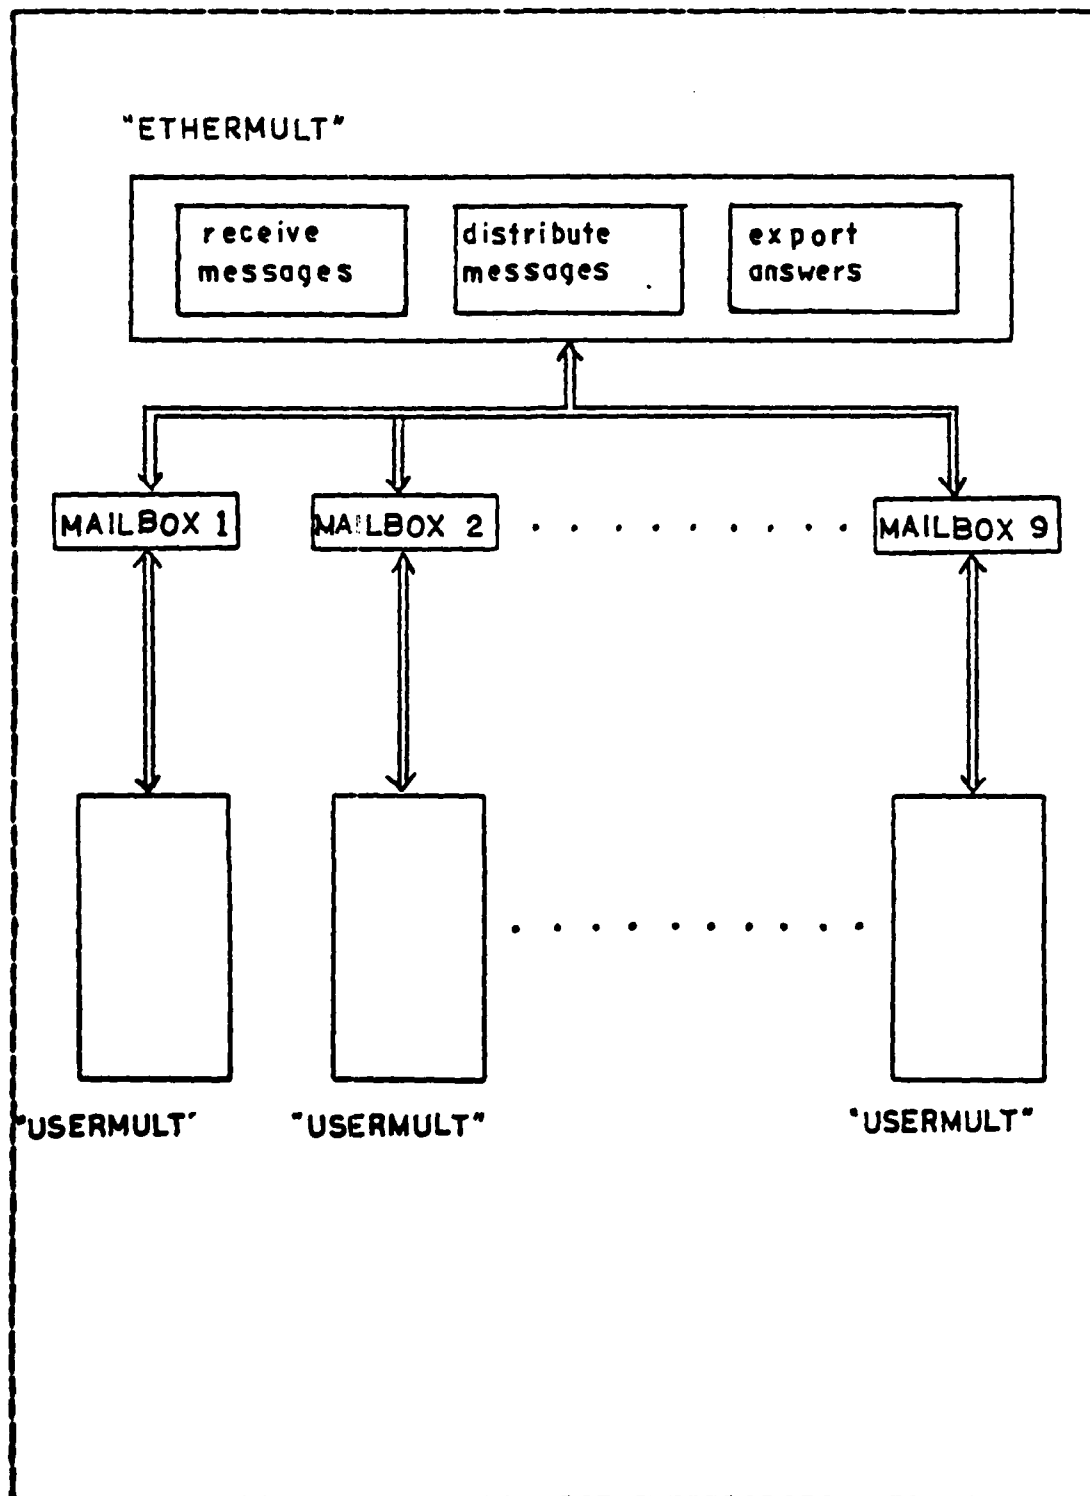 "ETHERMULT"
receive
messages
distribute
messages
export
answers
MAILBOX 1
MAILBOX 2
MAILBOX 9
"USERMULT"
"USERMULT"
"USERMULT"